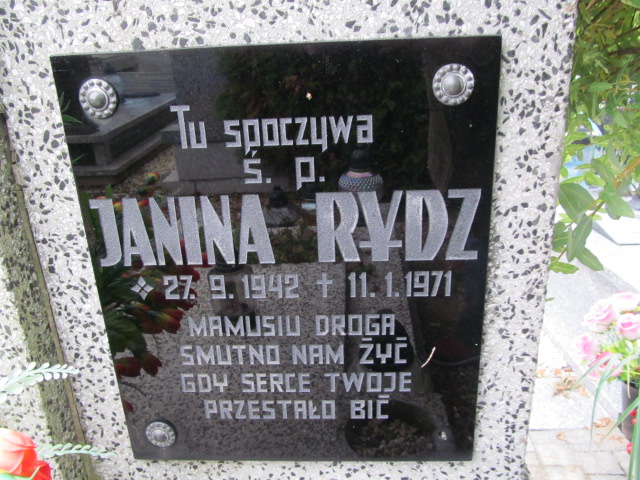 Tu spoczywa
Ś. P.
JANINA RYDZ
❖ 27. 9. 1942 + 11. 1. 1971
MAMUSIU DROGA
SMUTNO NAM ŻYĆ
GDY SERCE TWOJE
PRZESTAŁO BIĆ